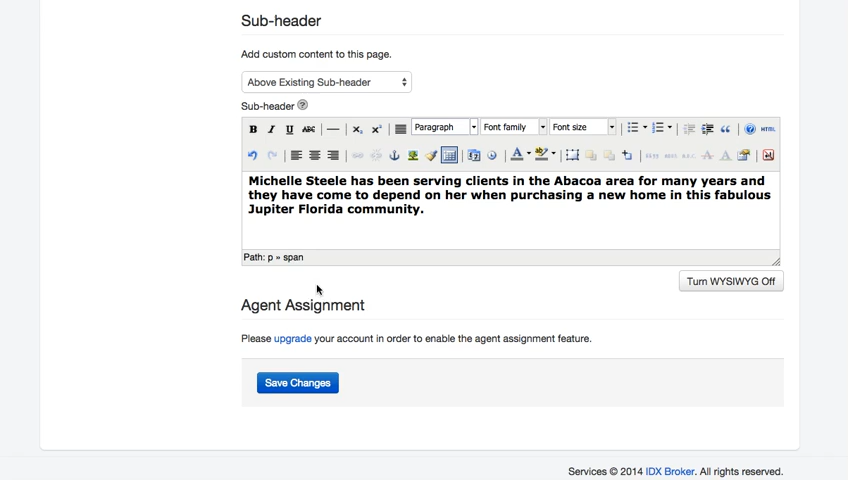 Sub-header
Add custom content to this page.
Above Existing Sub-header
Sub-header ?
B I U ABC Paragraph Font family Font size HTML
Michelle Steele has been serving clients in the Abacoa area for many years and
they have come to depend on her when purchasing a new home in this fabulous
Jupiter Florida community.
Path: p » span
Turn WYSIWYG Off
Agent Assignment
Please upgrade your account in order to enable the agent assignment feature.
Save Changes
Services © 2014 IDX Broker. All rights reserved.